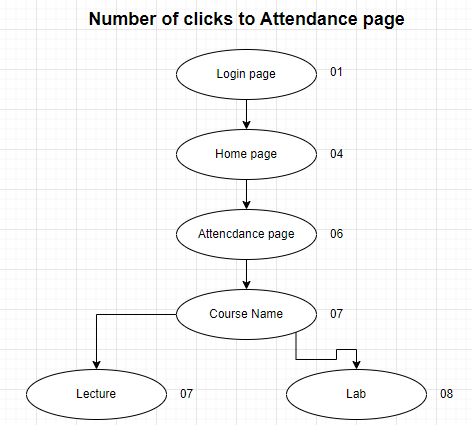 Number of clicks to Attendance page
Login page 01
Home page 04
Attencdance page 06
Course Name 07
Lecture 07 Lab 08